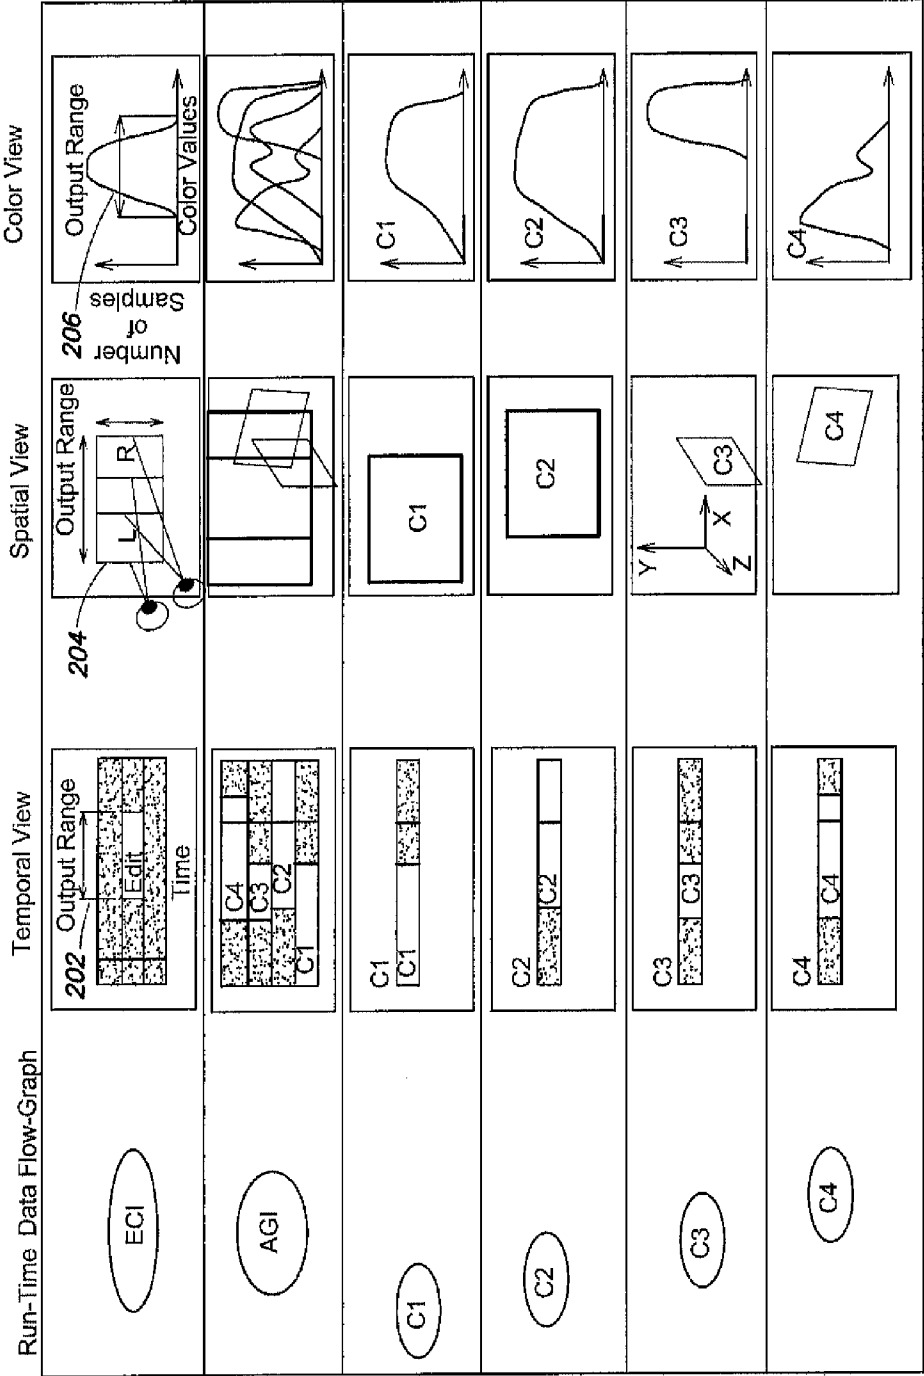 Run-Time Data Flow-Graph
Temporal View
Spatial View
Color View
ECI
202
Output Range
Edit
Time
204
Output Range
L
R
206
Number
of
Samples
Output Range
Color Values
AGI
C4
C3
C2
C1
C1
C1
C1
C1
C1
C2
C2
C2
C2
C2
C3
C3
C3
Y
X
Z
C3
C3
C4
C4
C4
C4
C4